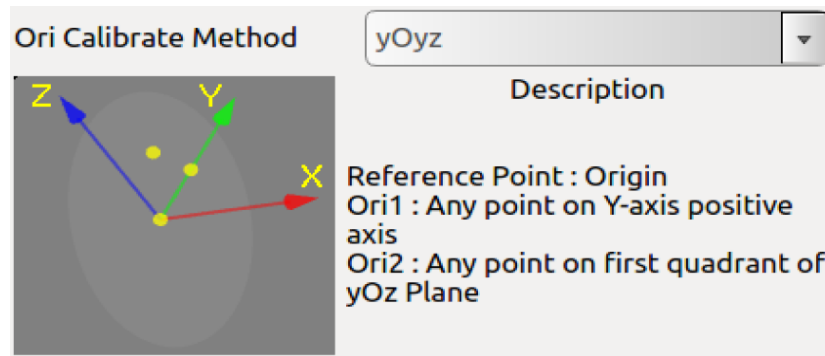 Ori Calibrate Method
yOyz
Z
Y
X
Description
Reference Point : Origin
Ori1 : Any point on Y-axis positive
axis
Ori2 : Any point on first quadrant of
yOz Plane